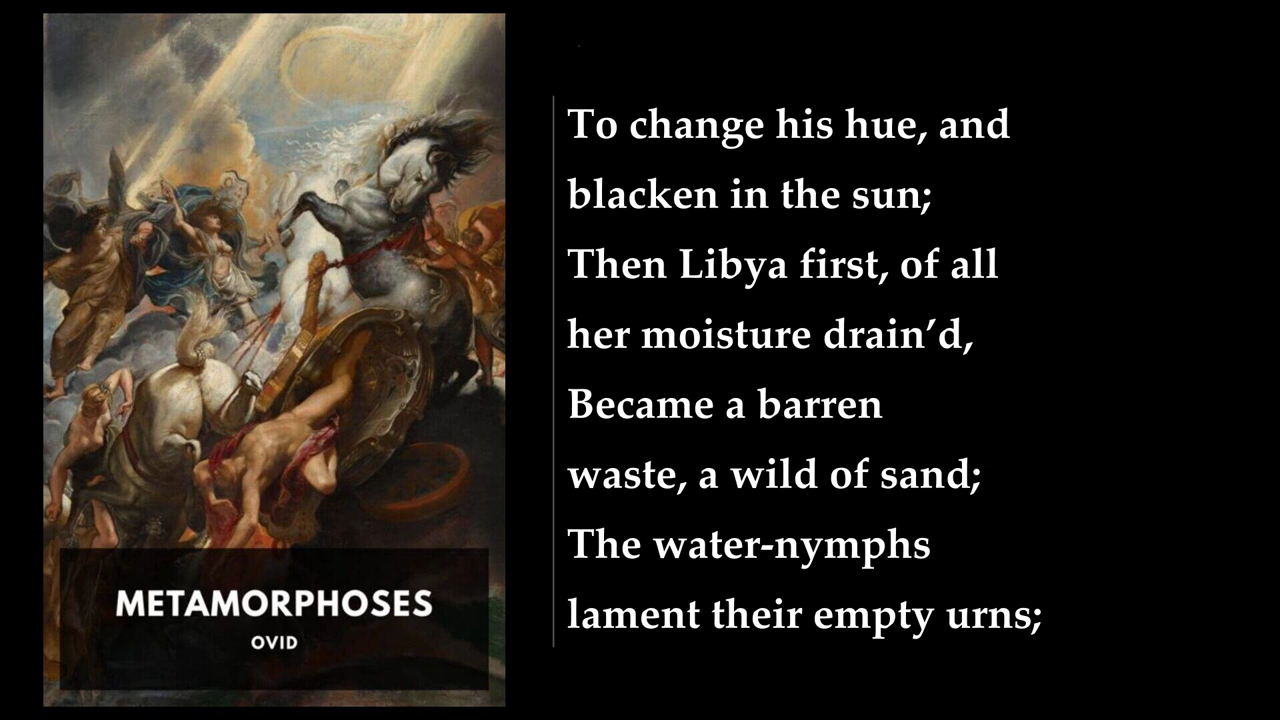 METAMORPHOSES
OVID
To change his hue, and
blacken in the sun;
Then Libya first, of all
her moisture drain’d,
Became a barren
waste, a wild of sand;
The water-nymphs
lament their empty urns;